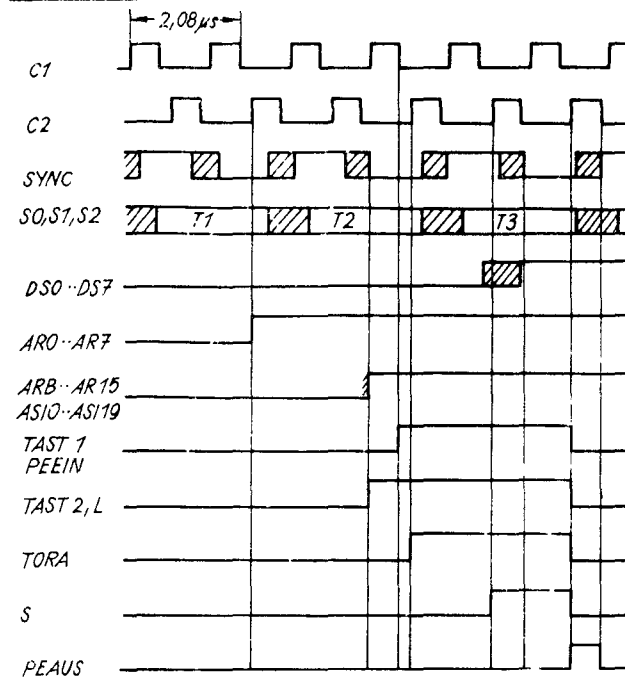 2,08µs
C1
C2
SYNC
S0,S1,S2
T1
T2
T3
DS0··DS7
AR0··AR7
ARB··AR15
ASI0··ASI19
TAST 1
PEEIN
TAST 2, L
TORA
S
PEAUS